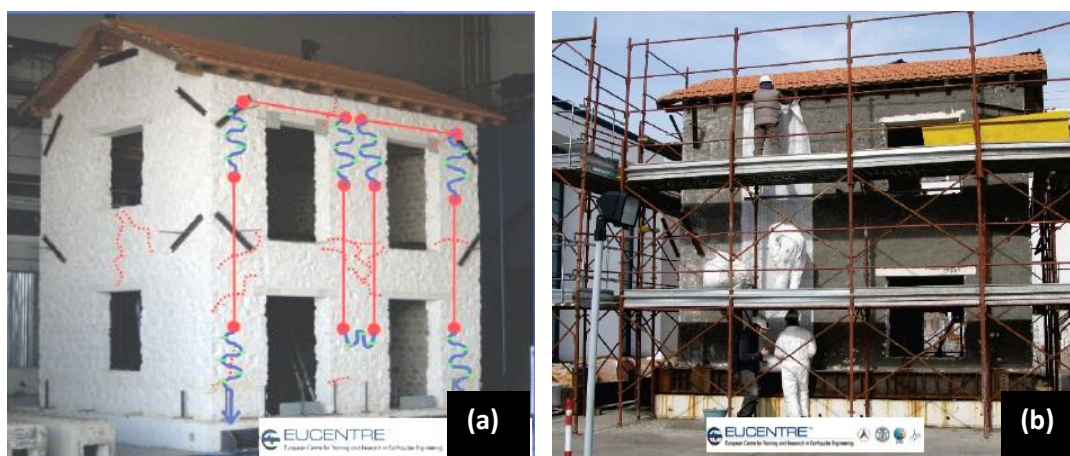 EUCENTRE
European Centre for Training and Research in Earthquake Engineering
(a)
EUCENTRE™
European Centre for Training and Research in Earthquake Engineering
(b)